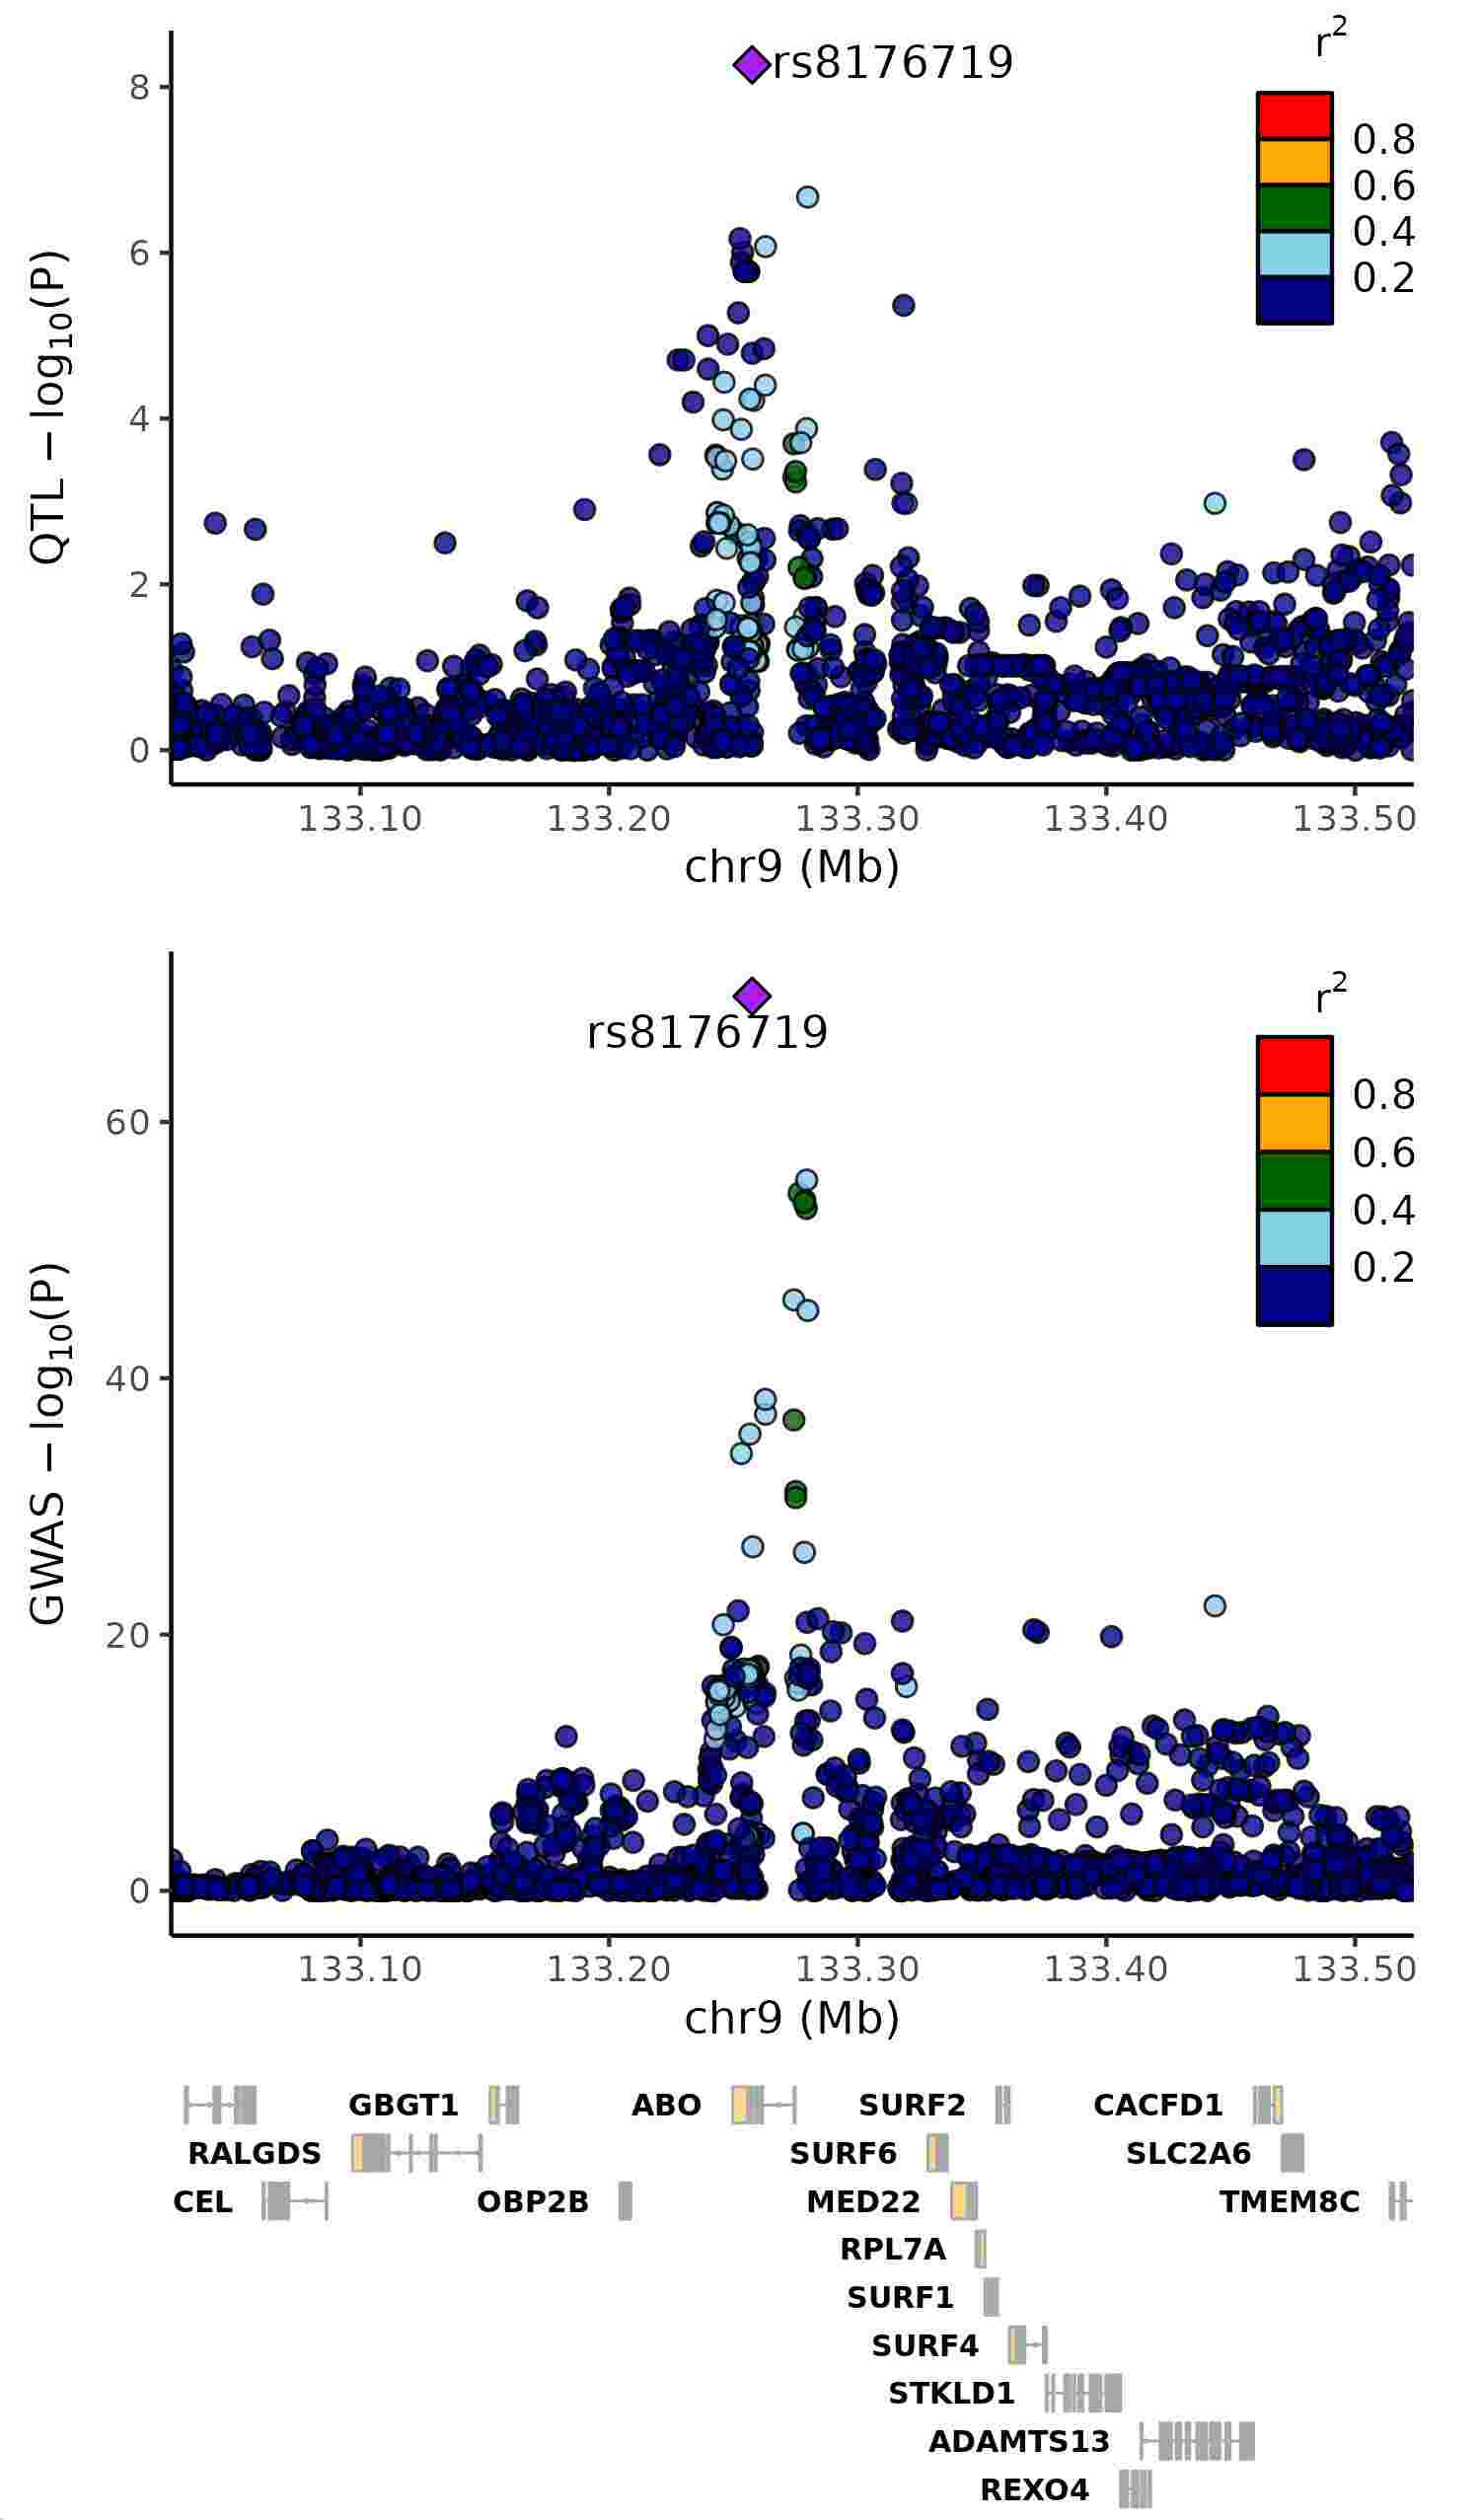 rs8176719
r2
8
6
4
2
0
0.8
0.6
0.4
0.2
QTL −log10(P)
133.10 133.20 133.30 133.40 133.50
chr9 (Mb)
rs8176719
r2
60
40
20
0
0.8
0.6
0.4
0.2
GWAS −log10(P)
133.10 133.20 133.30 133.40 133.50
chr9 (Mb)
GBGT1 ABO SURF2 CACFD1
RALGDS SURF6 SLC2A6
CEL OBP2B MED22 TMEM8C
RPL7A
SURF1
SURF4
STKLD1
ADAMTS13
REXO4